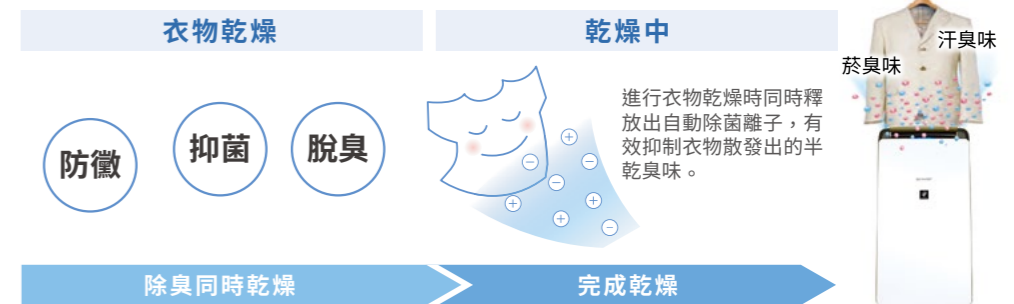 衣物乾燥
乾燥中
汗臭味
菸臭味
進行衣物乾燥時同時釋
放出自動除菌離子，有
效抑制衣物散發出的半
乾臭味。
防黴
抑菌
脫臭
除臭同時乾燥
完成乾燥